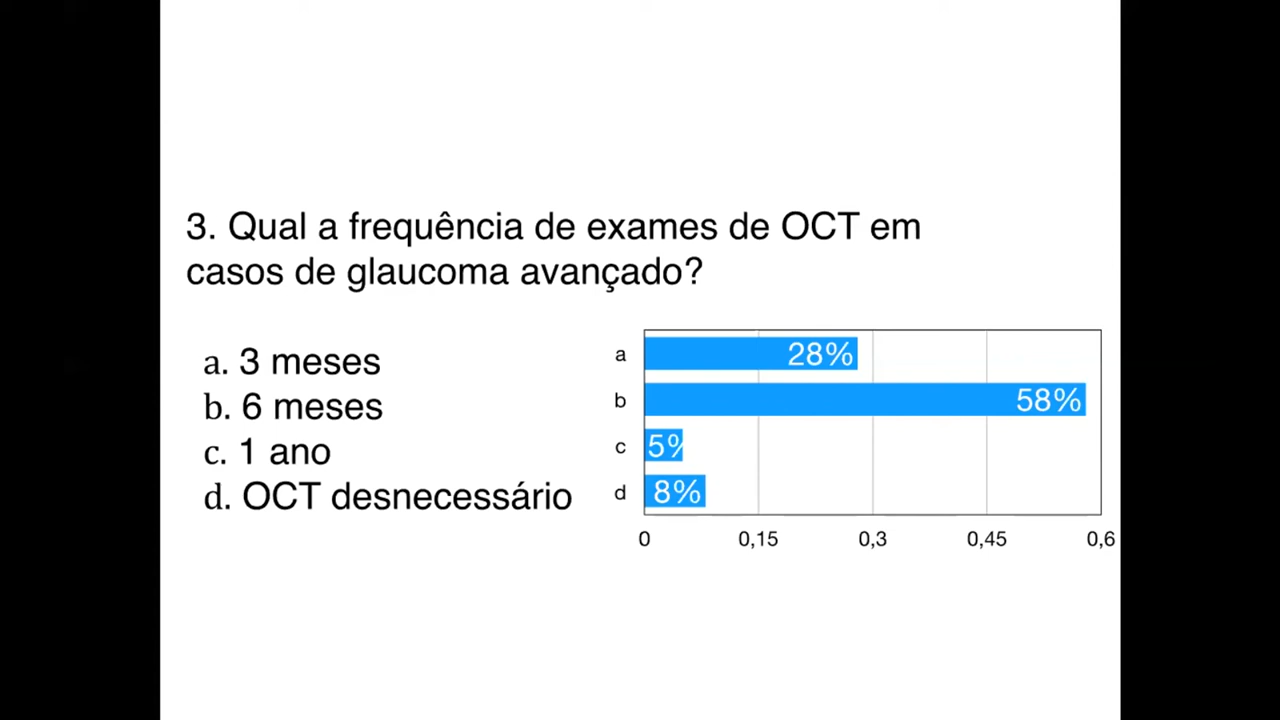 3. Qual a frequência de exames de OCT em
casos de glaucoma avançado?
a. 3 meses
b. 6 meses
c. 1 ano
d. OCT desnecessário
a 28%
b 58%
c 5%
d 8%
0 0,15 0,3 0,45 0,6